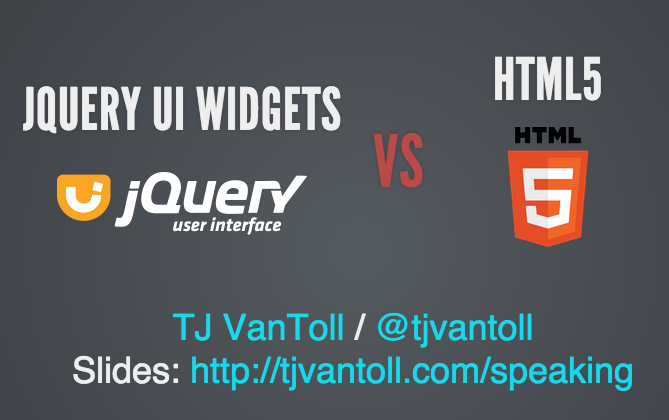 JQUERY UI WIDGETS
VS
HTML5
jQuery
user interface
HTML
5
TJ VanToll / @tjvantoll
Slides: http://tjvantoll.com/speaking